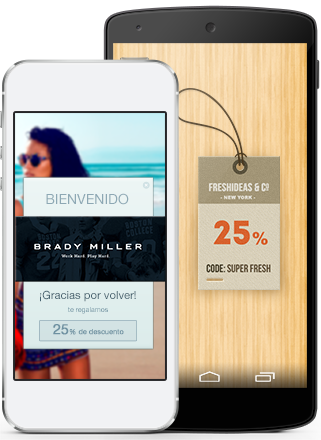 BIENVENIDO
BRADY MILLER
Work Hard. Play Hard.
¡Gracias por volver!
te regalamos
25% de descuento
FRESHIDEAS & CO
- NEW YORK -
25%
CODE: SUPER FRESH